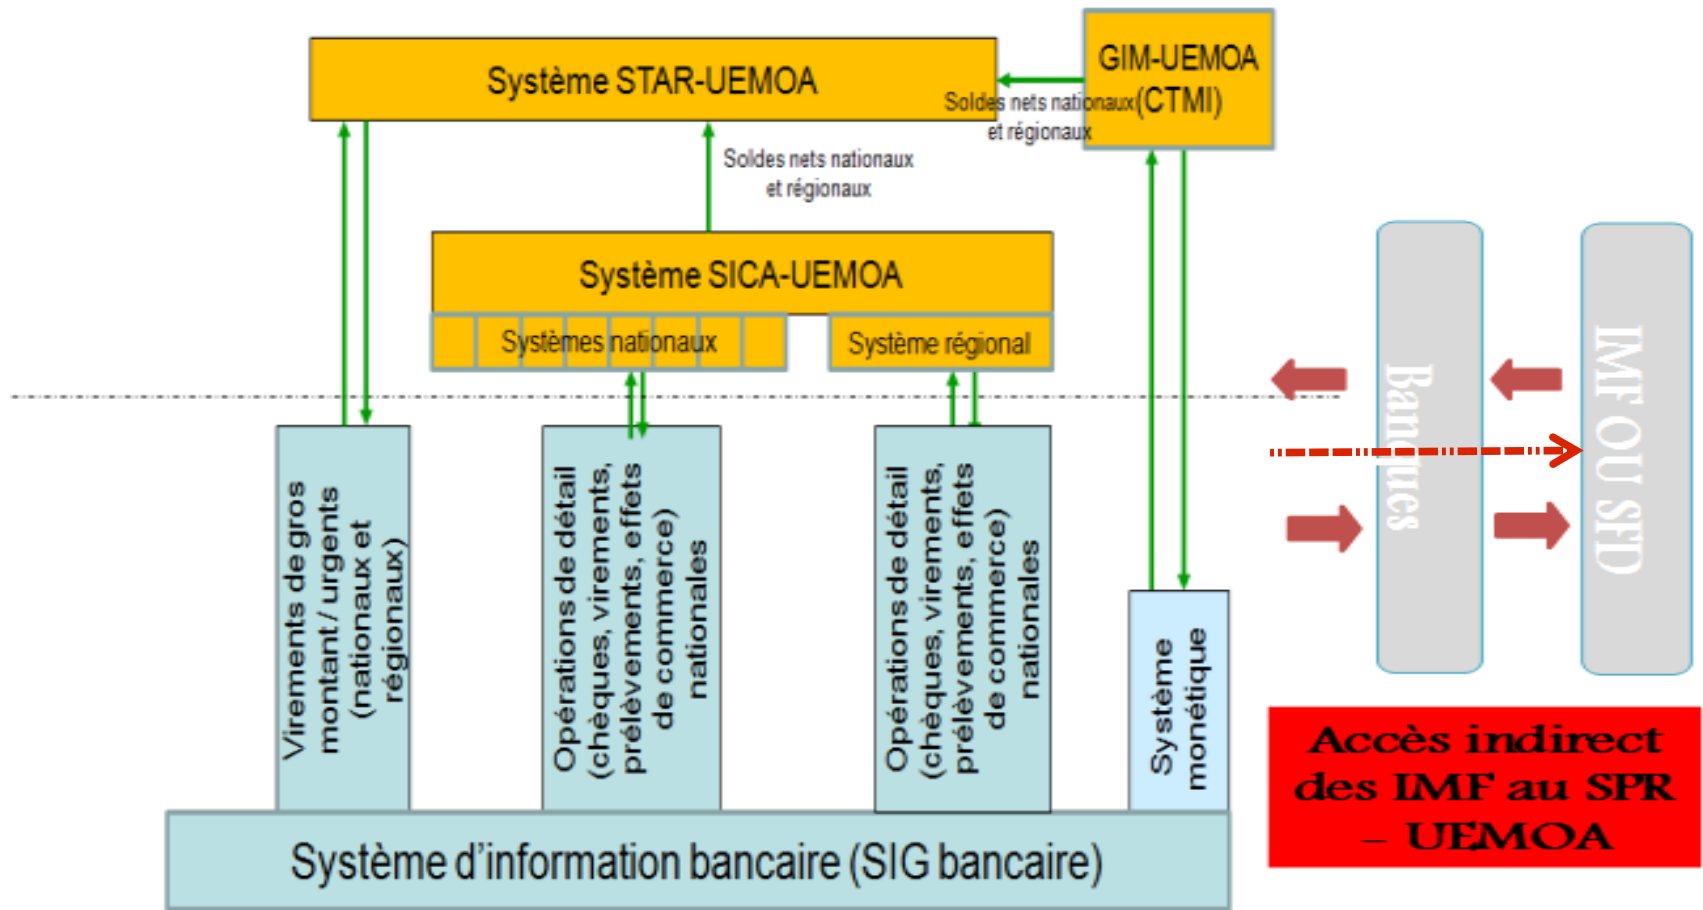 Système STAR-UEMOA
GIM-UEMOA
(CTMI)
Soldes nets nationaux
et régionaux
Soldes nets nationaux
et régionaux
Système SICA-UEMOA
Systèmes nationaux
Système régional
Virements de gros
montant / urgents
(nationaux et
régionaux)
Opérations de détail
(chèques, virements,
prélèvements, effets
de commerce)
nationales
Opérations de détail
(chèques, virements,
prélèvements, effets
de commerce)
nationales
Système
monétique
Système d’information bancaire (SIG bancaire)
Banques
IMF OU SFD
Accès indirect
des IMF au SPR
– UEMOA